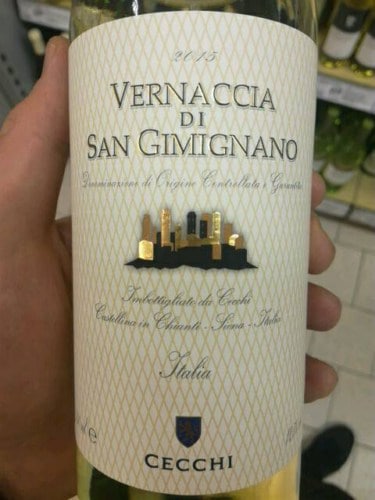 2015
VERNACCIA
DI
SAN GIMIGNANO
Denominazione di Origine Controllata e Garantita
Imbottigliato da Cecchi
Castellina in Chianti - Siena - Italia
Italia
e
CECCHI